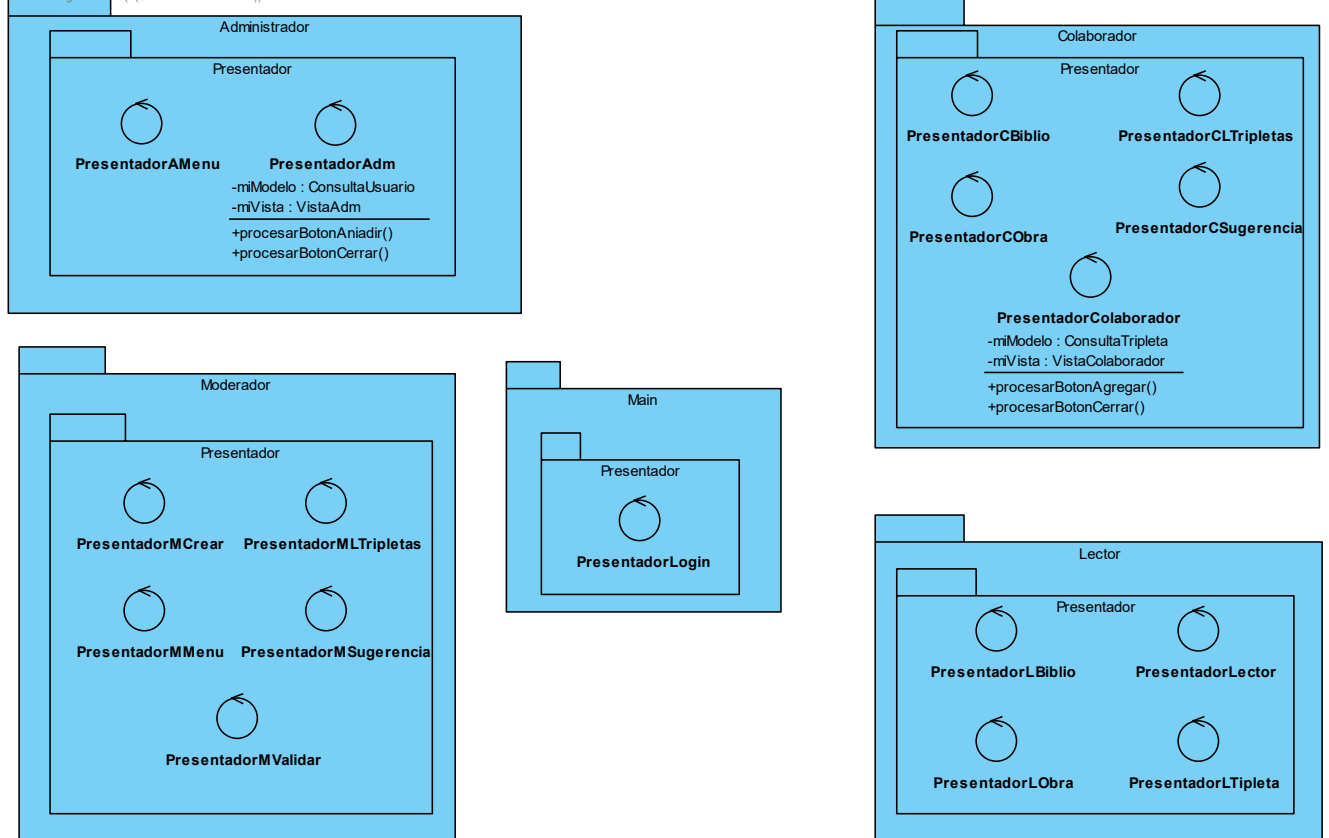 Administrador
Presentador
PresentadorAMenu
PresentadorAdm
-miModelo : ConsultaUsuario
-miVista : VistaAdm
+procesarBotonAniadir()
+procesarBotonCerrar()
Colaborador
Presentador
PresentadorCBiblio
PresentadorCLTripletas
PresentadorCObra
PresentadorCSugerencia
PresentadorColaborador
-miModelo : ConsultaTripleta
-miVista : VistaColaborador
+procesarBotonAgregar()
+procesarBotonCerrar()
Moderador
Presentador
PresentadorMCrear
PresentadorMLTripletas
PresentadorMMenu
PresentadorMSugerencia
PresentadorMValidar
Main
Presentador
PresentadorLogin
Lector
Presentador
PresentadorLBiblio
PresentadorLector
PresentadorLObra
PresentadorLTipleta